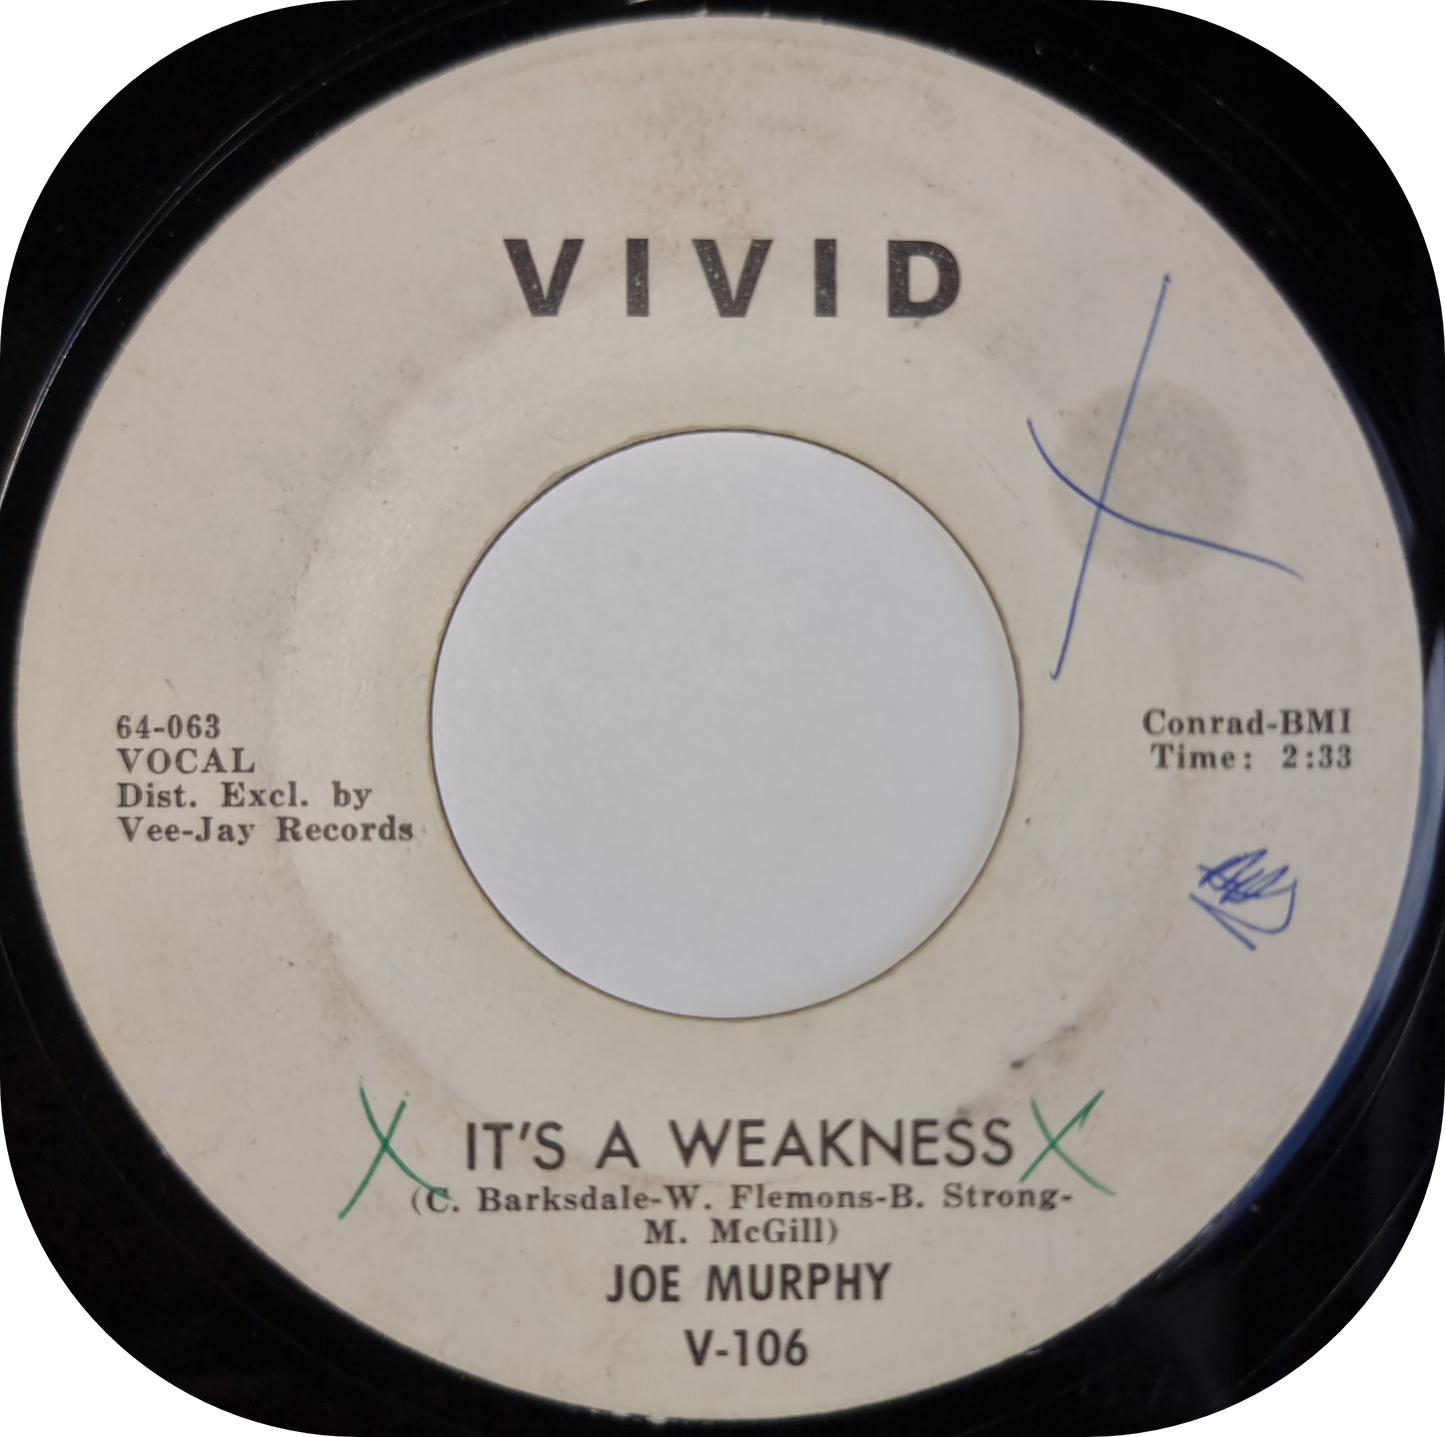 VIVID
64-063
VOCAL
Dist. Excl. by
Vee-Jay Records
Conrad-BMI
Time: 2:33
X
X IT'S A WEAKNESS X
(C. Barksdale-W. Flemons-B. Strong-
M. McGill)
JOE MURPHY
V-106